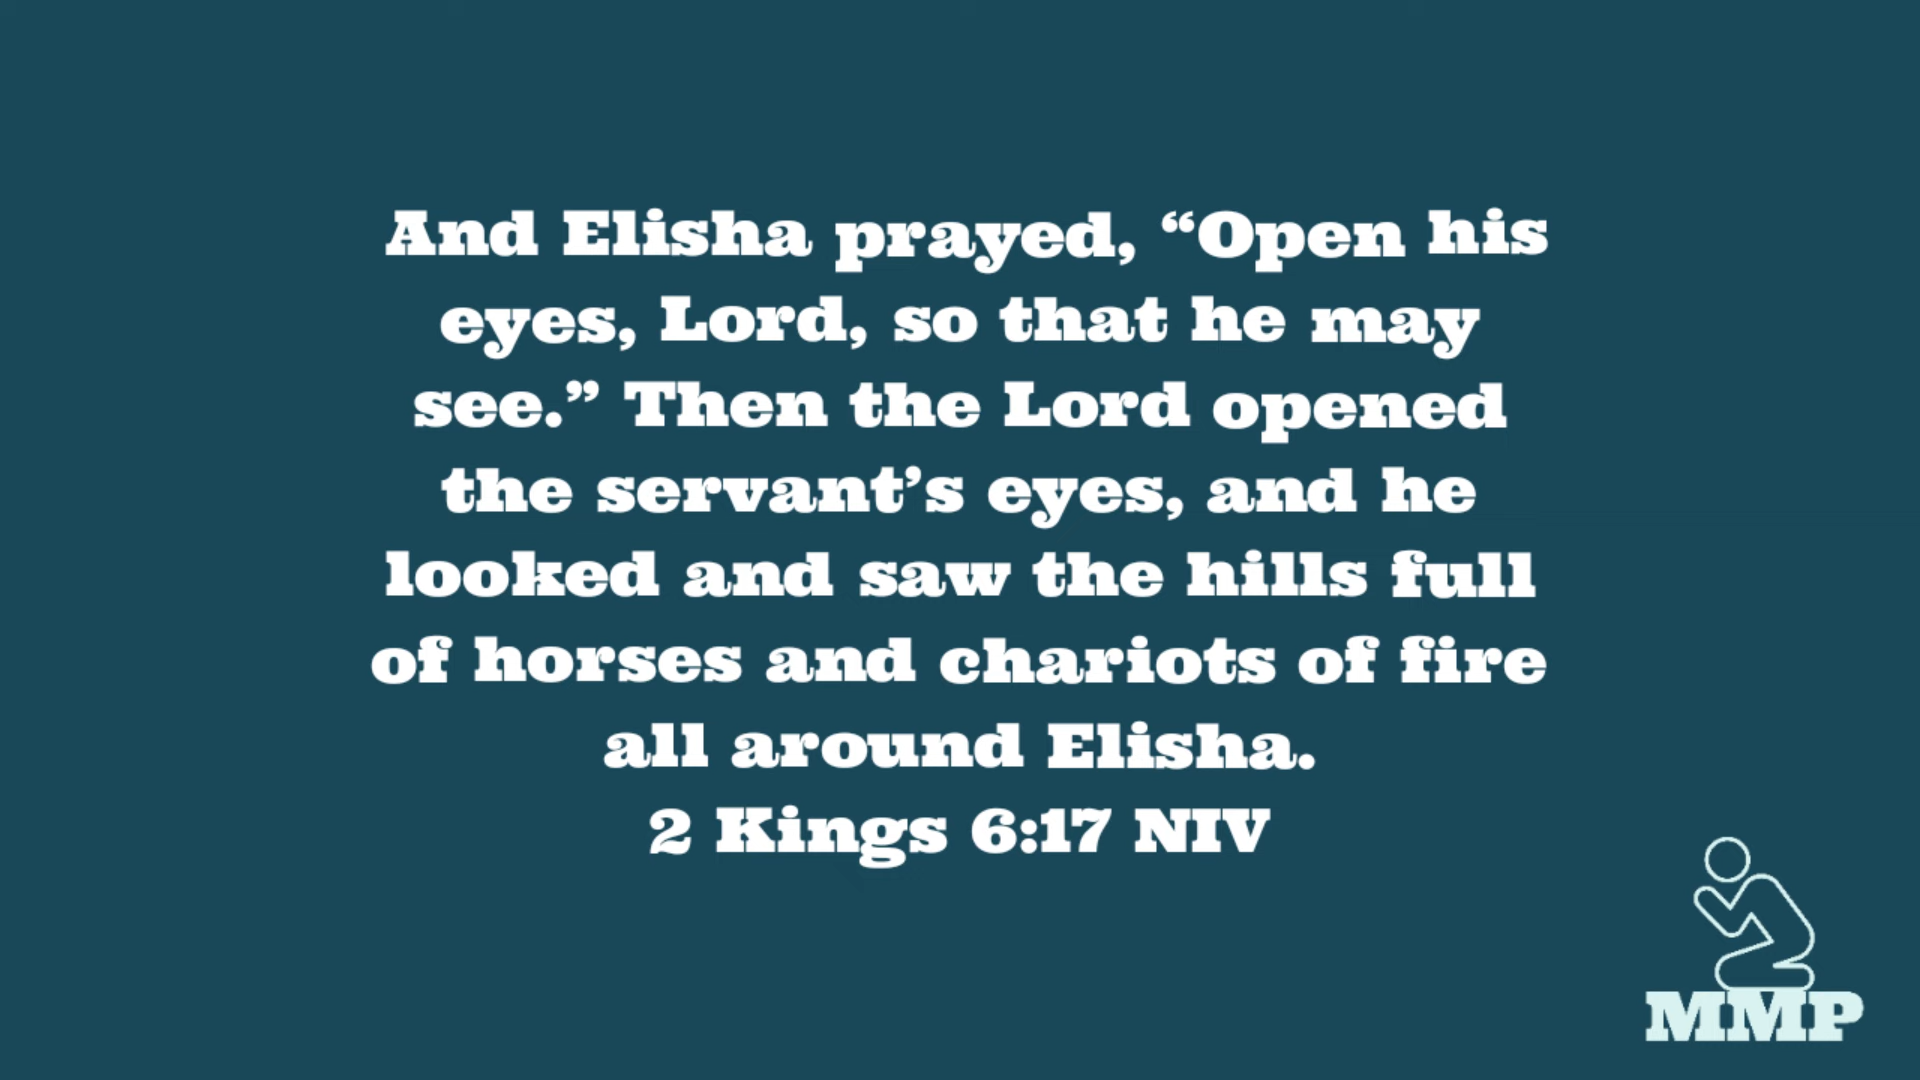 And Elisha prayed, “Open his
eyes, Lord, so that he may
see.” Then the Lord opened
the servant’s eyes, and he
looked and saw the hills full
of horses and chariots of fire
all around Elisha.
2 Kings 6:17 NIV
MMP